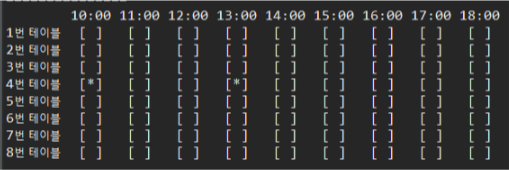 10:00 11:00 12:00 13:00 14:00 15:00 16:00 17:00 18:00
1번 테이블 [ ] [ ] [ ] [ ] [ ] [ ] [ ] [ ] [ ]
2번 테이블 [ ] [ ] [ ] [ ] [ ] [ ] [ ] [ ] [ ]
3번 테이블 [ ] [ ] [ ] [ ] [ ] [ ] [ ] [ ] [ ]
4번 테이블 [*] [ ] [ ] [*] [ ] [ ] [ ] [ ] [ ]
5번 테이블 [ ] [ ] [ ] [ ] [ ] [ ] [ ] [ ] [ ]
6번 테이블 [ ] [ ] [ ] [ ] [ ] [ ] [ ] [ ] [ ]
7번 테이블 [ ] [ ] [ ] [ ] [ ] [ ] [ ] [ ] [ ]
8번 테이블 [ ] [ ] [ ] [ ] [ ] [ ] [ ] [ ] [ ]